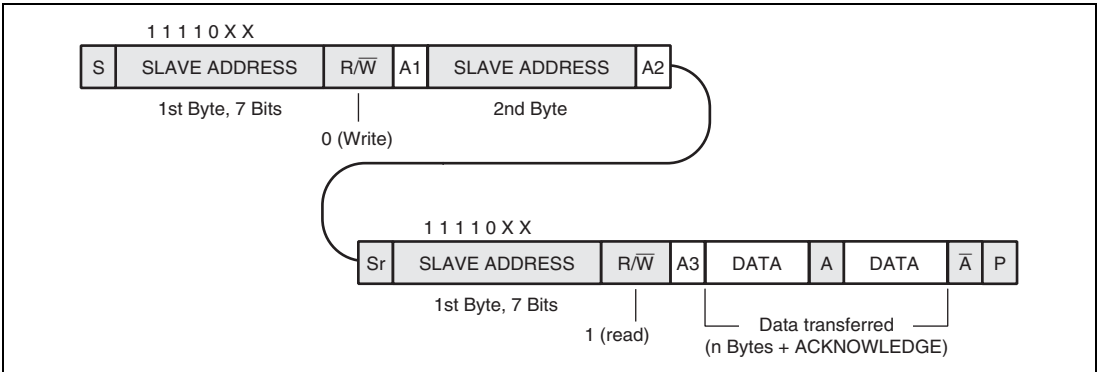 1 1 1 1 0 X X
S SLAVE ADDRESS R/W̅ A1 SLAVE ADDRESS A2
1st Byte, 7 Bits 2nd Byte
0 (Write)
1 1 1 1 0 X X
Sr SLAVE ADDRESS R/W̅ A3 DATA A DATA A̅ P
1st Byte, 7 Bits
1 (read)
Data transferred
(n Bytes + ACKNOWLEDGE)